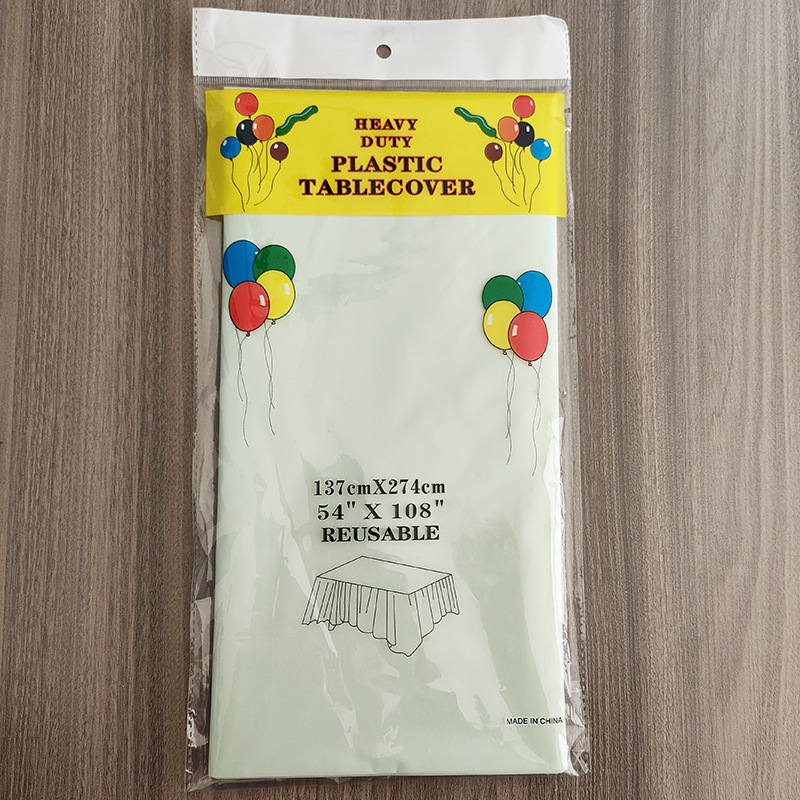 HEAVY
DUTY
PLASTIC
TABLECOVER
137cmX274cm
54" X 108"
REUSABLE
MADE IN CHINA